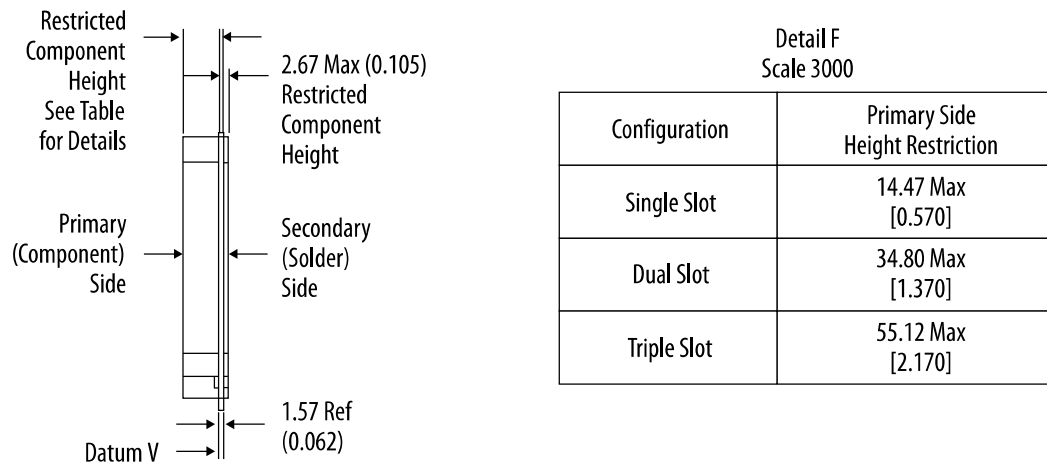 Restricted
Component
Height
See Table
for Details
2.67 Max (0.105)
Restricted
Component
Height
Primary
(Component)
Side
Secondary
(Solder)
Side
1.57 Ref
(0.062)
Datum V
Detail F
Scale 3000
Configuration
Primary Side
Height Restriction
Single Slot
14.47 Max
[0.570]
Dual Slot
34.80 Max
[1.370]
Triple Slot
55.12 Max
[2.170]